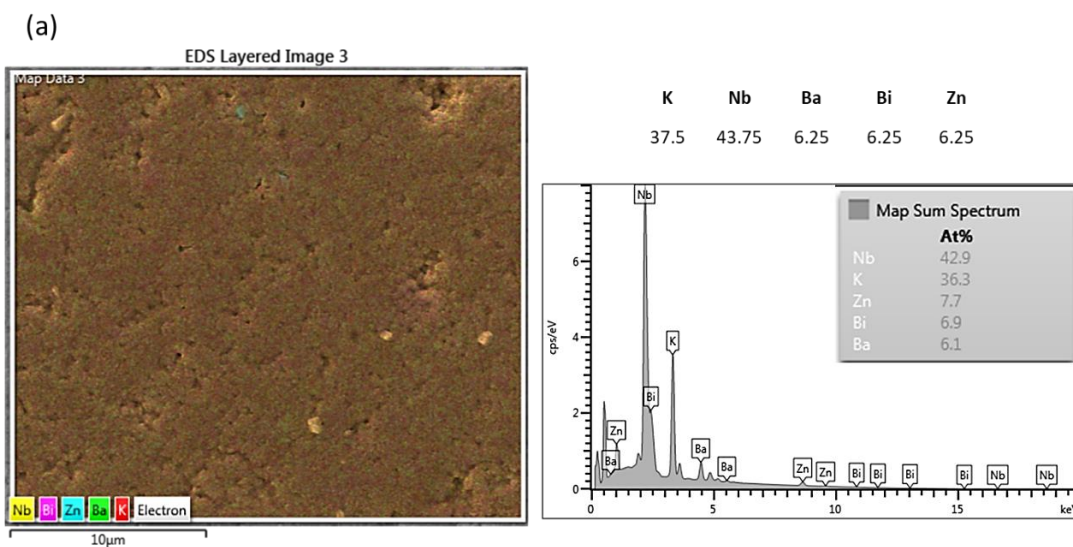 (a)
EDS Layered Image 3
Map Data 3
Nb Bi Zn Ba K Electron
10µm
K Nb Ba Bi Zn
37.5 43.75 6.25 6.25 6.25
Map Sum Spectrum
At%
Nb 42.9
K 36.3
Zn 7.7
Bi 6.9
Ba 6.1
cps/eV
6
4
2
0
Nb
K
Bi
Zn
Ba
Ba
Ba
Zn
Zn
Bi
Bi
Bi
Bi
Nb
Nb
0 5 10 15 keV